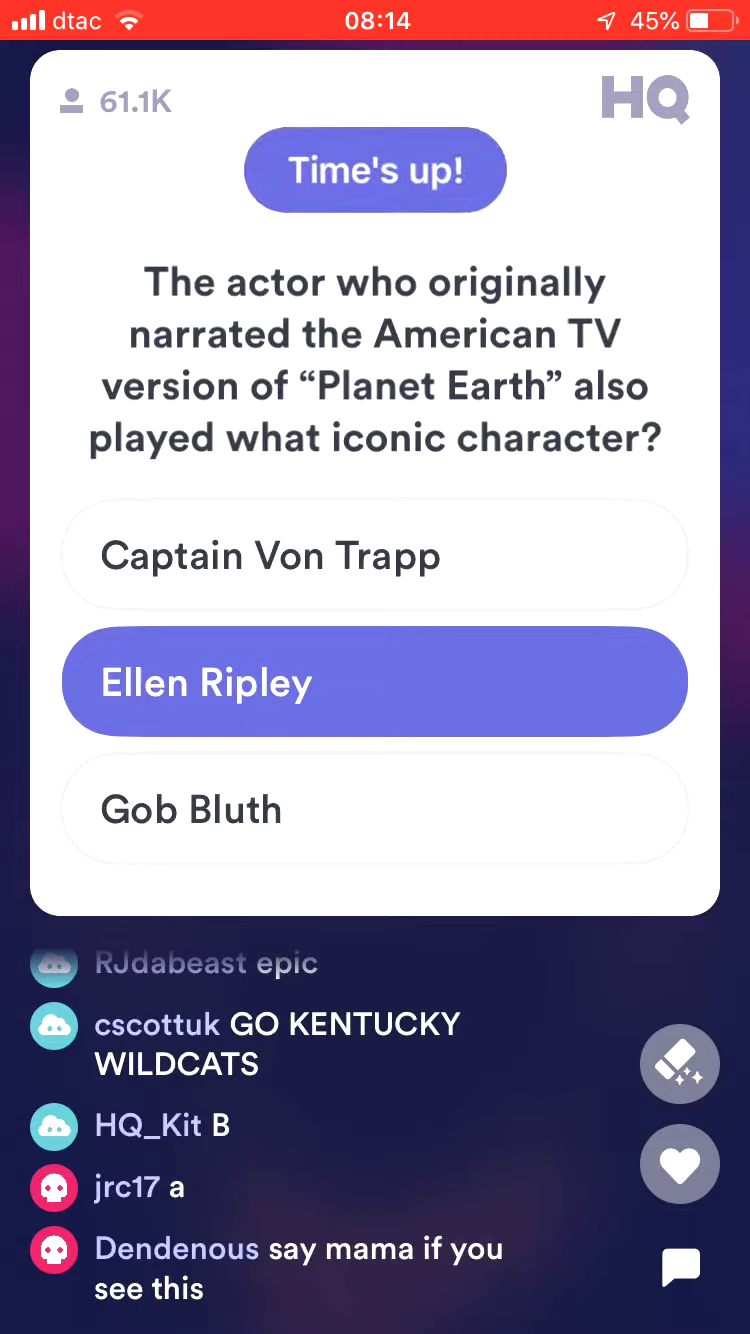 dtac 08:14 45%
61.1K HQ
Time's up!
The actor who originally
narrated the American TV
version of “Planet Earth” also
played what iconic character?
Captain Von Trapp
Ellen Ripley
Gob Bluth
RJdabeast epic
cscottuk GO KENTUCKY
WILDCATS
HQ_Kit B
jrc17 a
Dendenous say mama if you
see this